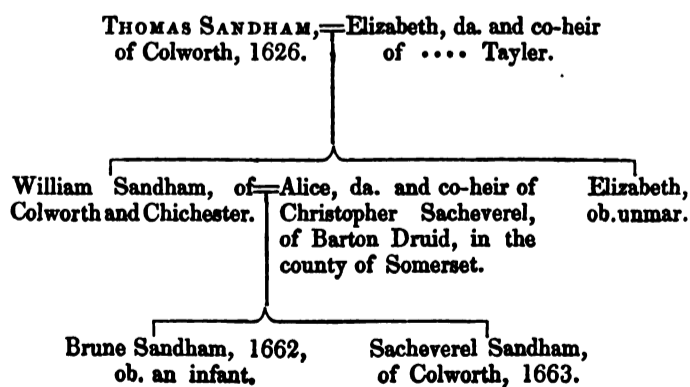 THOMAS SANDHAM,=Elizabeth, da. and co-heir
of Colworth, 1626. of •••• Tayler.
William Sandham, of=Alice, da. and co-heir of Elizabeth,
Colworth and Chichester. Christopher Sacheverel, ob. unmar.
of Barton Druid, in the
county of Somerset.
Brune Sandham, 1662, Sacheverel Sandham,
ob. an infant. of Colworth, 1663.